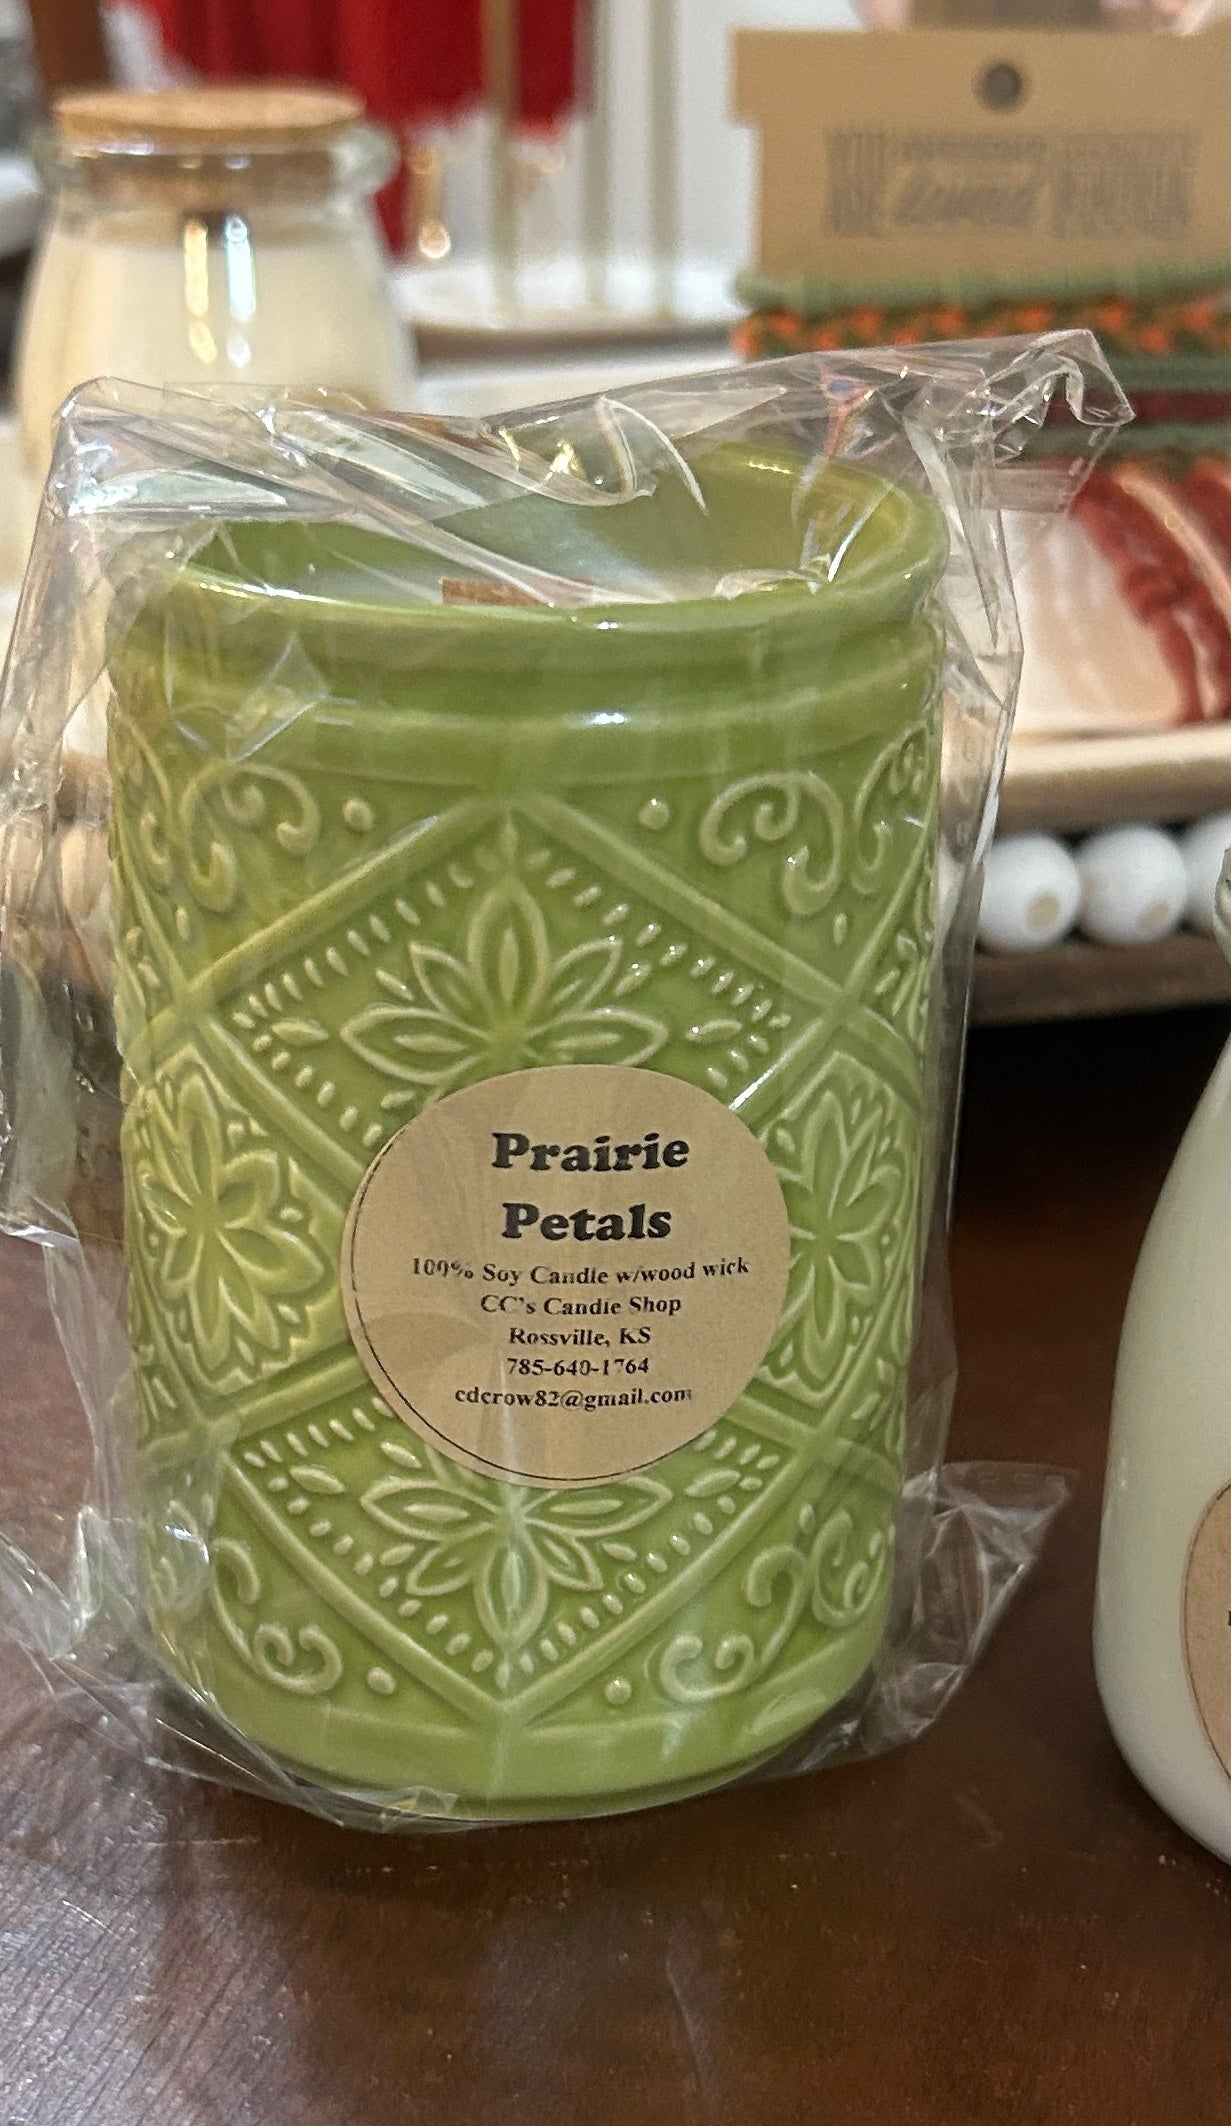 Prairie
Petals
100% Soy Candle w/wood wick
CC's Candle Shop
Rossville, KS
785-640-1764
cdcrow82@gmail.com